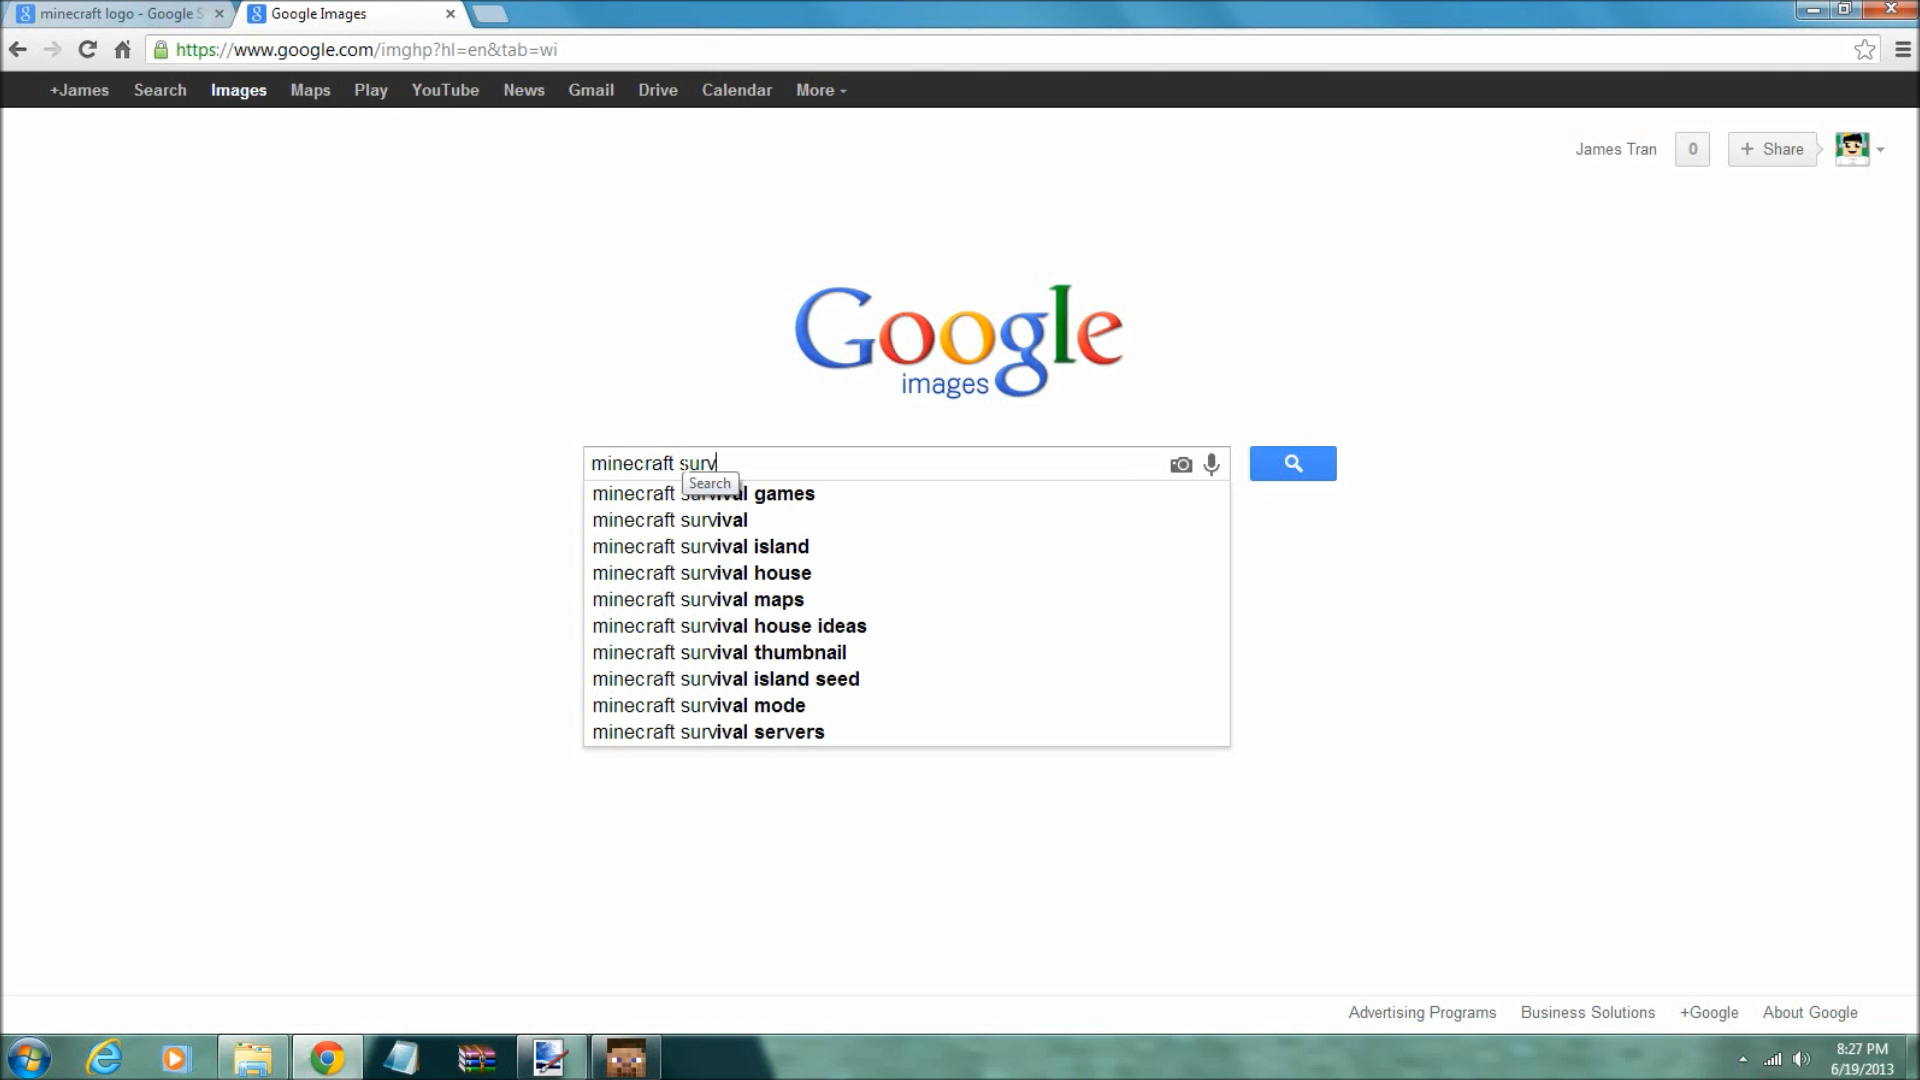 minecraft logo - Google S
Google Images
https://www.google.com/imghp?hl=en&tab=wi
+James Search Images Maps Play YouTube News Gmail Drive Calendar More
James Tran 0 + Share
Google
images
minecraft surv
Search
minecraft survival games
minecraft survival
minecraft survival island
minecraft survival house
minecraft survival maps
minecraft survival house ideas
minecraft survival thumbnail
minecraft survival island seed
minecraft survival mode
minecraft survival servers
Advertising Programs Business Solutions +Google About Google
8:27 PM
6/19/2013